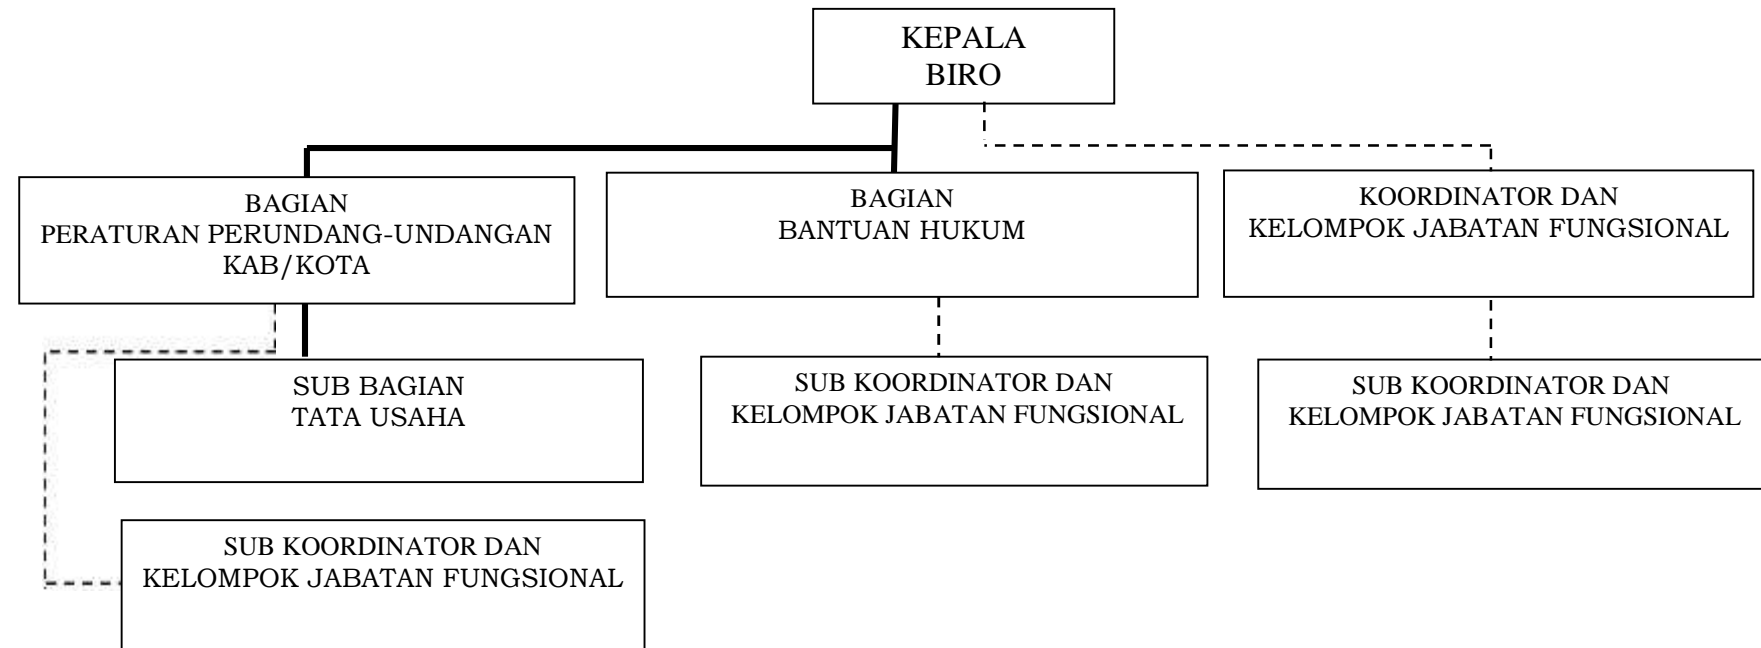 KEPALA
BIRO
BAGIAN
PERATURAN PERUNDANG-UNDANGAN
KAB/KOTA
BAGIAN
BANTUAN HUKUM
KOORDINATOR DAN
KELOMPOK JABATAN FUNGSIONAL
SUB BAGIAN
TATA USAHA
SUB KOORDINATOR DAN
KELOMPOK JABATAN FUNGSIONAL
SUB KOORDINATOR DAN
KELOMPOK JABATAN FUNGSIONAL
SUB KOORDINATOR DAN
KELOMPOK JABATAN FUNGSIONAL